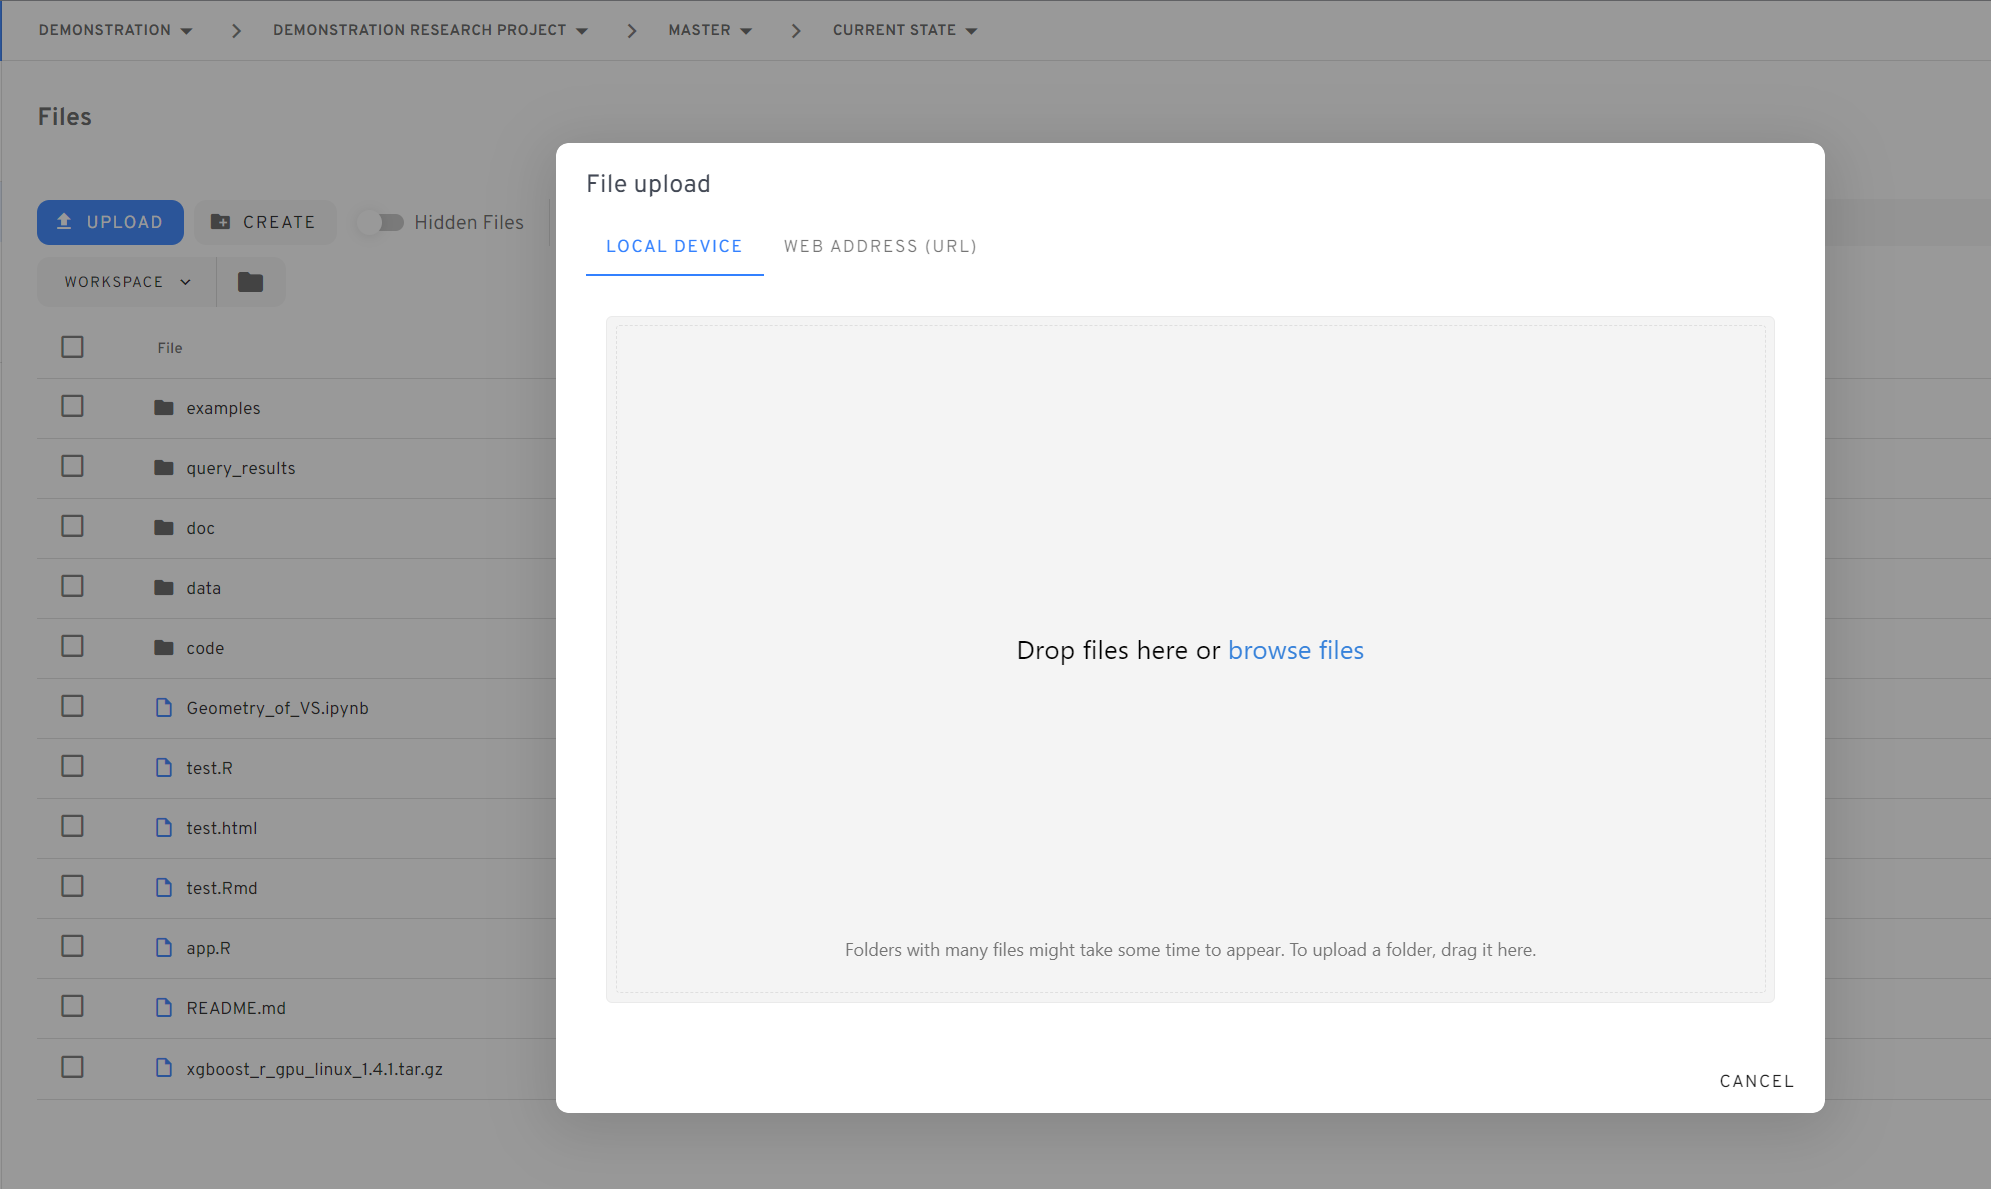 DEMONSTRATION DEMONSTRATION RESEARCH PROJECT MASTER CURRENT STATE
Files
UPLOAD CREATE Hidden Files
WORKSPACE
File
examples
query_results
doc
data
code
Geometry_of_VS.ipynb
test.R
test.html
test.Rmd
app.R
README.md
xgboost_r_gpu_linux_1.4.1.tar.gz
File upload
LOCAL DEVICE WEB ADDRESS (URL)
Drop files here or browse files
Folders with many files might take some time to appear. To upload a folder, drag it here.
CANCEL